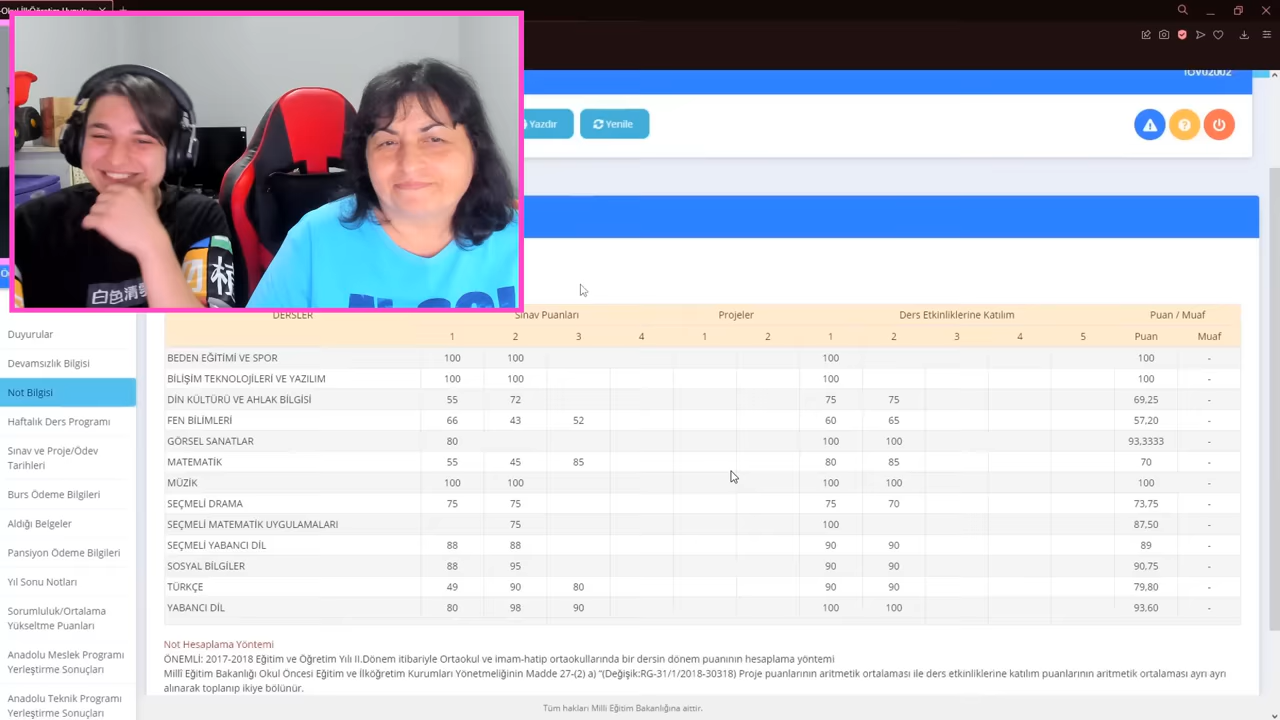 IOV02002
Yazdır Yenile
白色清
Duyurular
Devamsızlık Bilgisi
Not Bilgisi
Haftalık Ders Programı
Sınav ve Proje/Ödev
Tarihleri
Burs Ödeme Bilgileri
Aldığı Belgeler
Pansiyon Ödeme Bilgileri
Yıl Sonu Notları
Sorumluluk/Ortalama
Yükseltme Puanları
Anadolu Meslek Programı
Yerleştirme Sonuçları
Anadolu Teknik Programı
Yerleştirme Sonuçları
DERSLER Sınav Puanları Projeler Ders Etkinliklerine Katılım Puan / Muaf
1 2 3 4 1 2 1 2 3 4 5 Puan Muaf
BEDEN EĞİTİMİ VE SPOR 100 100 100 100 -
BİLİŞİM TEKNOLOJİLERİ VE YAZILIM 100 100 100 100 -
DİN KÜLTÜRÜ VE AHLAK BİLGİSİ 55 72 75 75 69,25 -
FEN BİLİMLERİ 66 43 52 60 65 57,20 -
GÖRSEL SANATLAR 80 100 100 93,3333 -
MATEMATİK 55 45 85 80 85 70 -
MÜZİK 100 100 100 100 100 -
SEÇMELİ DRAMA 75 75 75 70 73,75 -
SEÇMELİ MATEMATİK UYGULAMALARI 75 100 87,50 -
SEÇMELİ YABANCI DİL 88 88 90 90 89 -
SOSYAL BİLGİLER 88 95 90 90 90,75 -
TÜRKÇE 49 90 80 90 90 79,80 -
YABANCI DİL 80 98 90 100 100 93,60 -
Not Hesaplama Yöntemi
ÖNEMLİ: 2017-2018 Eğitim ve Öğretim Yılı II.Dönem itibariyle Ortaokul ve imam-hatip ortaokullarında bir dersin dönem puanının hesaplama yöntemi
Millî Eğitim Bakanlığı Okul Öncesi Eğitim ve İlköğretim Kurumları Yönetmeliğinin Madde 27-(2) a) "(Değişik:RG-31/1/2018-30318) Proje puanlarının aritmetik ortalaması ile ders etkinliklerine katılım puanlarının aritmetik ortalaması ayrı ayrı
alınarak toplanıp ikiye bölünür.
Tüm hakları Milli Eğitim Bakanlığına aittir.